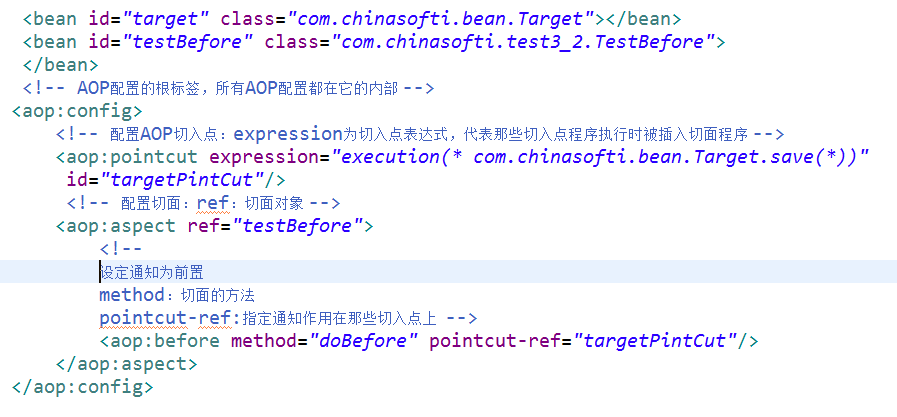 <bean id="target" class="com.chinasofti.bean.Target"></bean>
<bean id="testBefore" class="com.chinasofti.test3_2.TestBefore">
</bean>
<!-- AOP配置的根标签，所有AOP配置都在它的内部 -->
<aop:config>
<!-- 配置AOP切入点：expression为切入点表达式，代表那些切入点程序执行时被插入切面程序 -->
<aop:pointcut expression="execution(* com.chinasofti.bean.Target.save(*))"
id="targetPintCut"/>
<!-- 配置切面：ref：切面对象 -->
<aop:aspect ref="testBefore">
<!--
设定通知为前置
method：切面的方法
pointcut-ref:指定通知作用在那些切入点上 -->
<aop:before method="doBefore" pointcut-ref="targetPintCut"/>
</aop:aspect>
</aop:config>